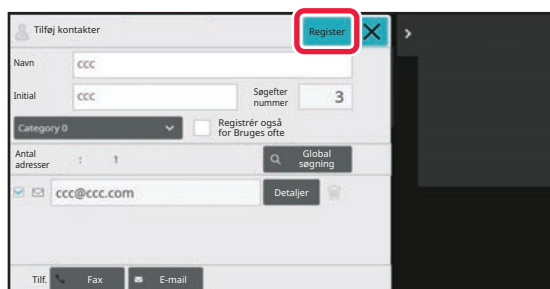 Tilføj kontakter
Register
Navn
ccc
Initial
ccc
Søgefter
nummer
3
Category 0
Registrér også
for Bruges ofte
Antal
adresser
:
1
Global
søgning
ccc@ccc.com
Detaljer
Tilf.
Fax
E-mail